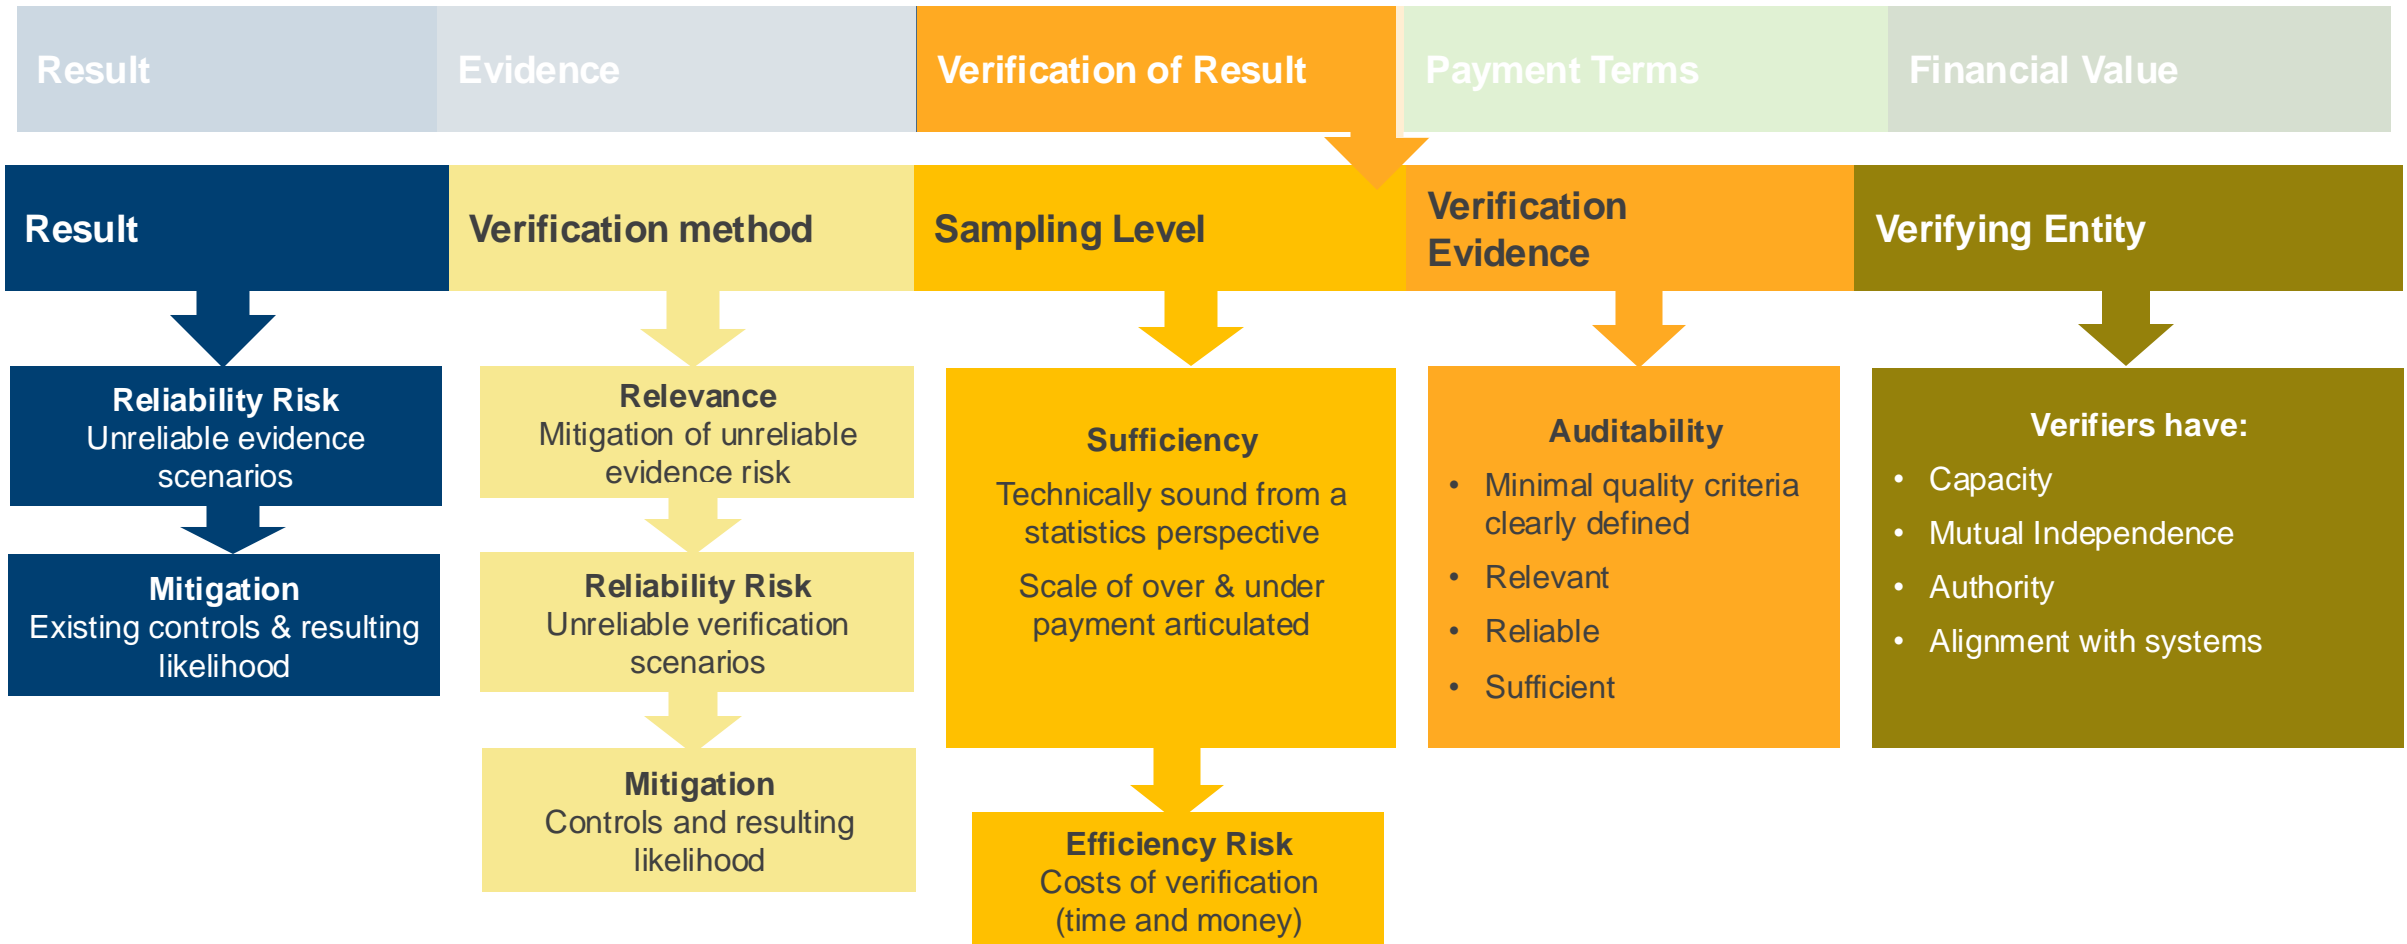 Result
Evidence
Verification of Result
Payment Terms
Financial Value
Result
Verification method
Sampling Level
Verification
Evidence
Verifying Entity
Reliability Risk
Unreliable evidence
scenarios
Mitigation
Existing controls & resulting
likelihood
Relevance
Mitigation of unreliable
evidence risk
Reliability Risk
Unreliable verification
scenarios
Mitigation
Controls and resulting
likelihood
Sufficiency
Technically sound from a
statistics perspective
Scale of over & under
payment articulated
Efficiency Risk
Costs of verification
(time and money)
Auditability
• Minimal quality criteria
clearly defined
• Relevant
• Reliable
• Sufficient
Verifiers have:
• Capacity
• Mutual Independence
• Authority
• Alignment with systems